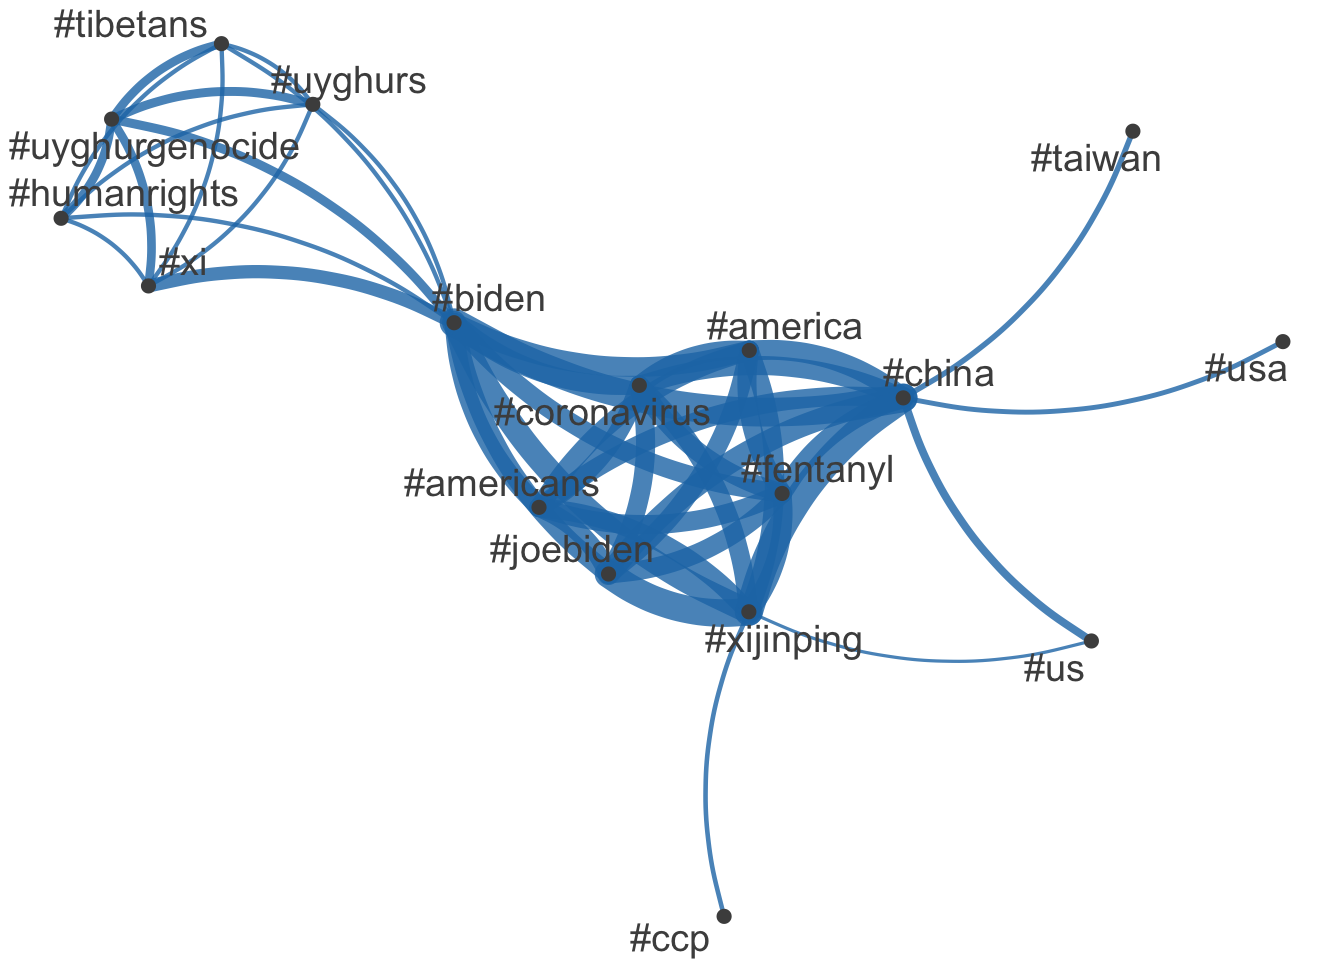 #tibetans
#uyghurs
#uyghurgenocide
#taiwan
#humanrights
#xi
#biden
#america
#usa
#china
#coronavirus
#fentanyl
#americans
#joebiden
#xijinping
#us
#ccp